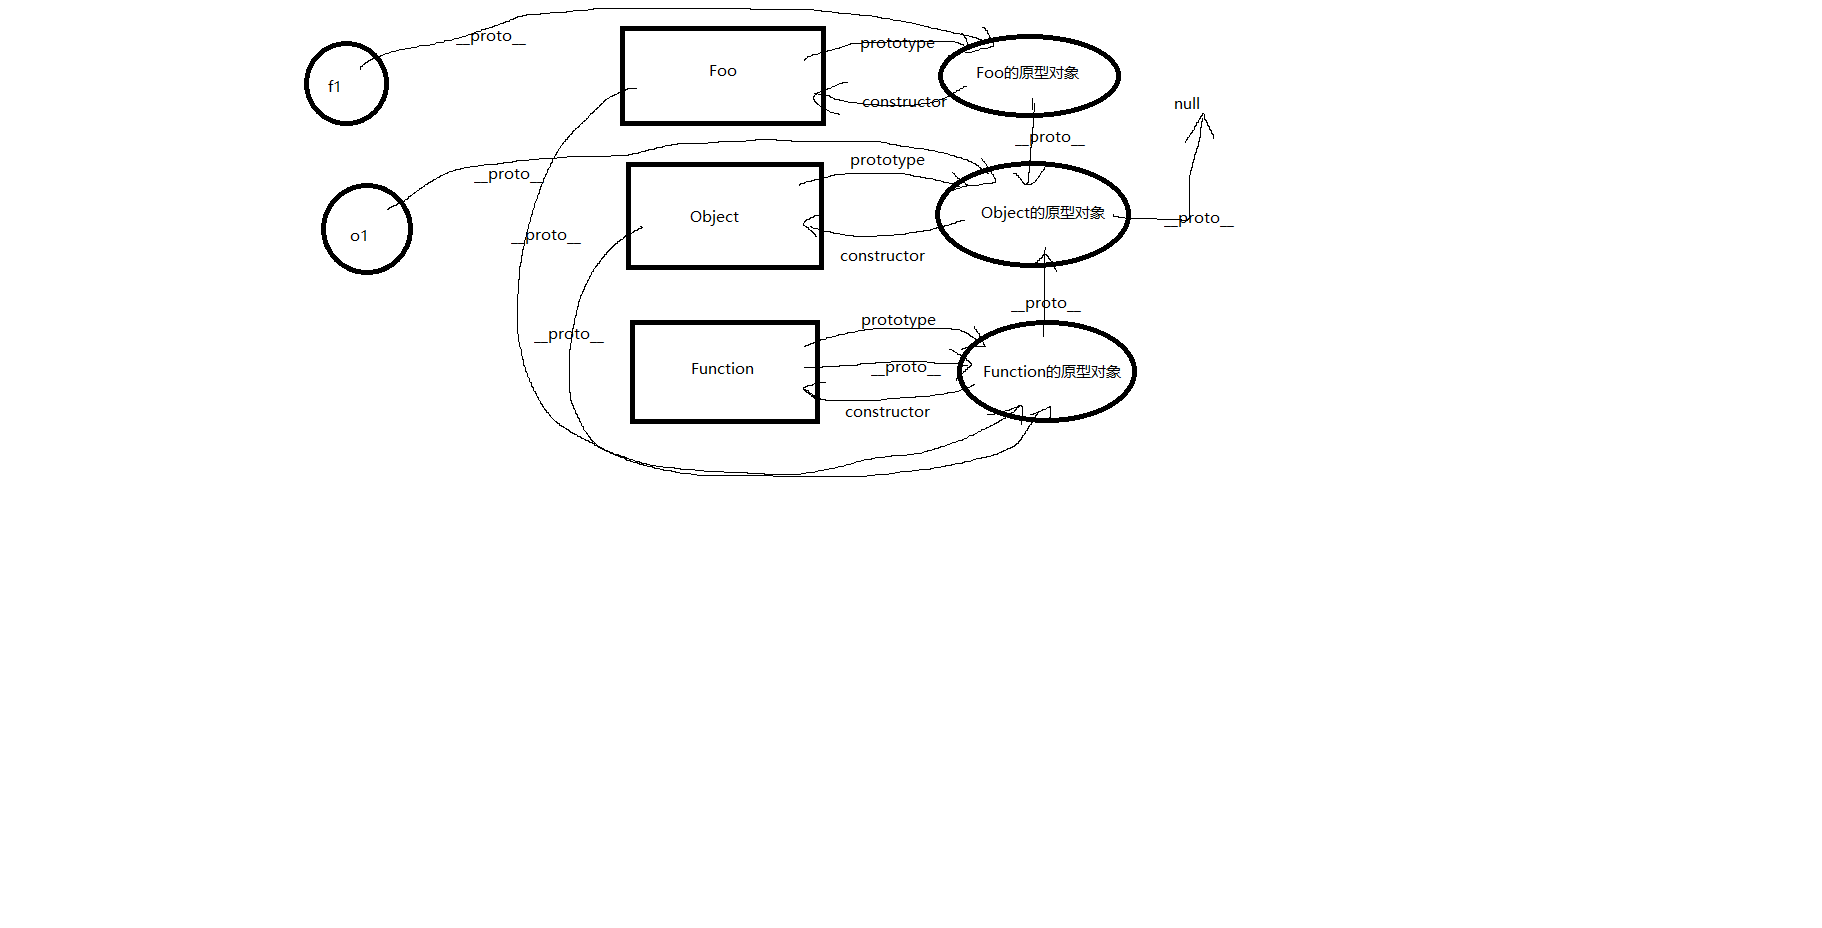 __proto__
f1
Foo
prototype
Foo的原型对象
constructor
null
__proto__
__proto__
prototype
o1
Object
Object的原型对象
__proto__
__proto__
constructor
__proto__
__proto__
prototype
Function
__proto__
Function的原型对象
constructor